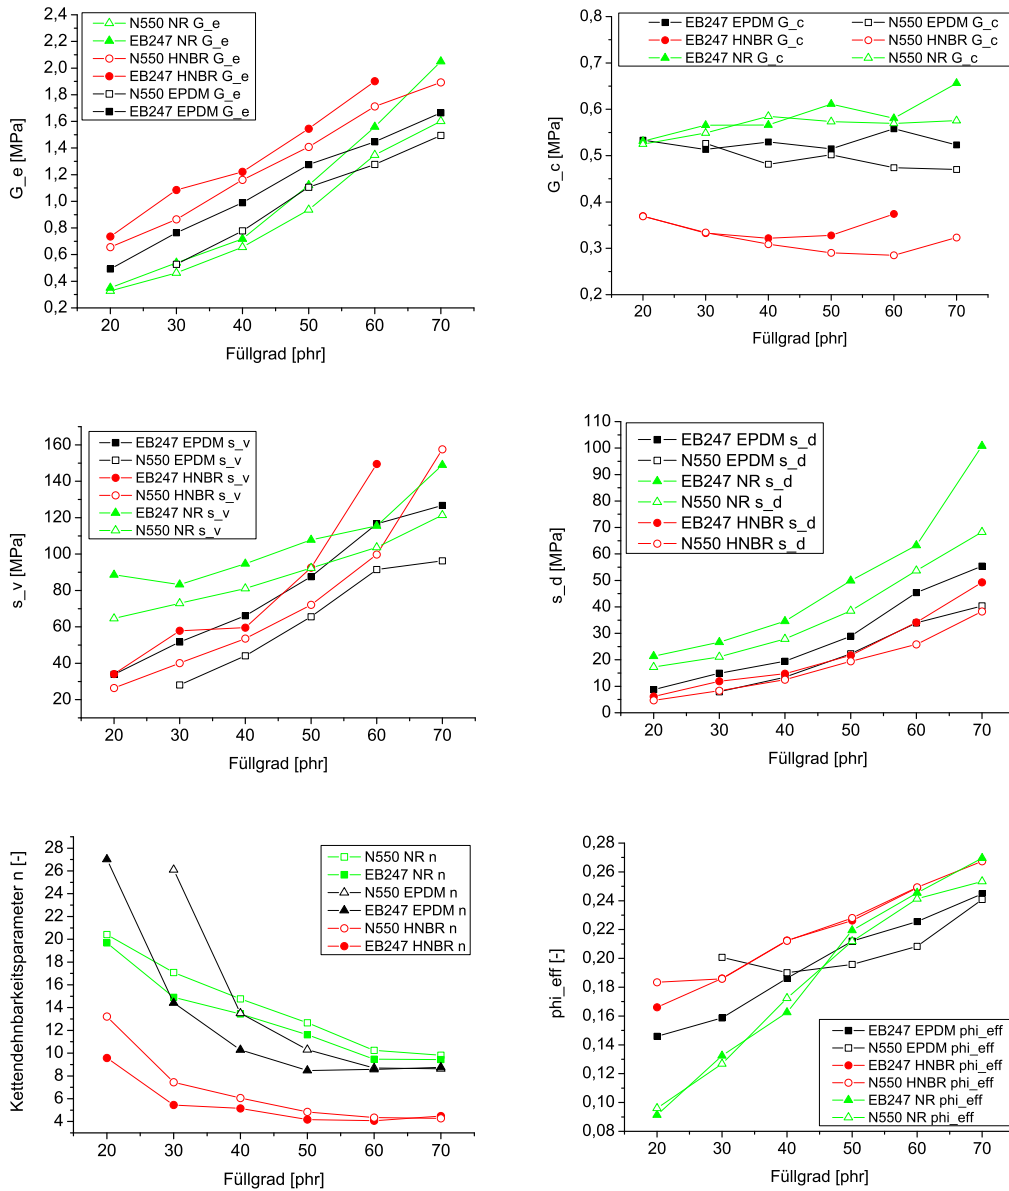 2,4
2,2
2,0
1,8
1,6
1,4
1,2
1,0
0,8
0,6
0,4
0,2
G_e [MPa]
N550 NR G_e
EB247 NR G_e
N550 HNBR G_e
EB247 HNBR G_e
N550 EPDM G_e
EB247 EPDM G_e
20 30 40 50 60 70
Füllgrad [phr]
0,8
0,7
0,6
0,5
0,4
0,3
0,2
G_c [MPa]
EB247 EPDM G_c N550 EPDM G_c
EB247 HNBR G_c N550 HNBR G_c
EB247 NR G_c N550 NR G_c
20 30 40 50 60 70
Füllgrad [phr]
160
140
120
100
80
60
40
20
s_v [MPa]
EB247 EPDM s_v
N550 EPDM s_v
EB247 HNBR s_v
N550 HNBR s_v
EB247 NR s_v
N550 NR s_v
20 30 40 50 60 70
Füllgrad [phr]
110
100
90
80
70
60
50
40
30
20
10
0
s_d [MPa]
EB247 EPDM s_d
N550 EPDM s_d
EB247 NR s_d
N550 NR s_d
EB247 HNBR s_d
N550 HNBR s_d
20 30 40 50 60 70
Füllgrad [phr]
28
26
24
22
20
18
16
14
12
10
8
6
4
Kettendehnbarkeitsparameter n [-]
N550 NR n
EB247 NR n
N550 EPDM n
EB247 EPDM n
N550 HNBR n
EB247 HNBR n
20 30 40 50 60 70
Füllgrad [phr]
0,28
0,26
0,24
0,22
0,20
0,18
0,16
0,14
0,12
0,10
0,08
phi_eff [-]
EB247 EPDM phi_eff
N550 EPDM phi_eff
EB247 HNBR phi_eff
N550 HNBR phi_eff
EB247 NR phi_eff
N550 NR phi_eff
20 30 40 50 60 70
Füllgrad [phr]